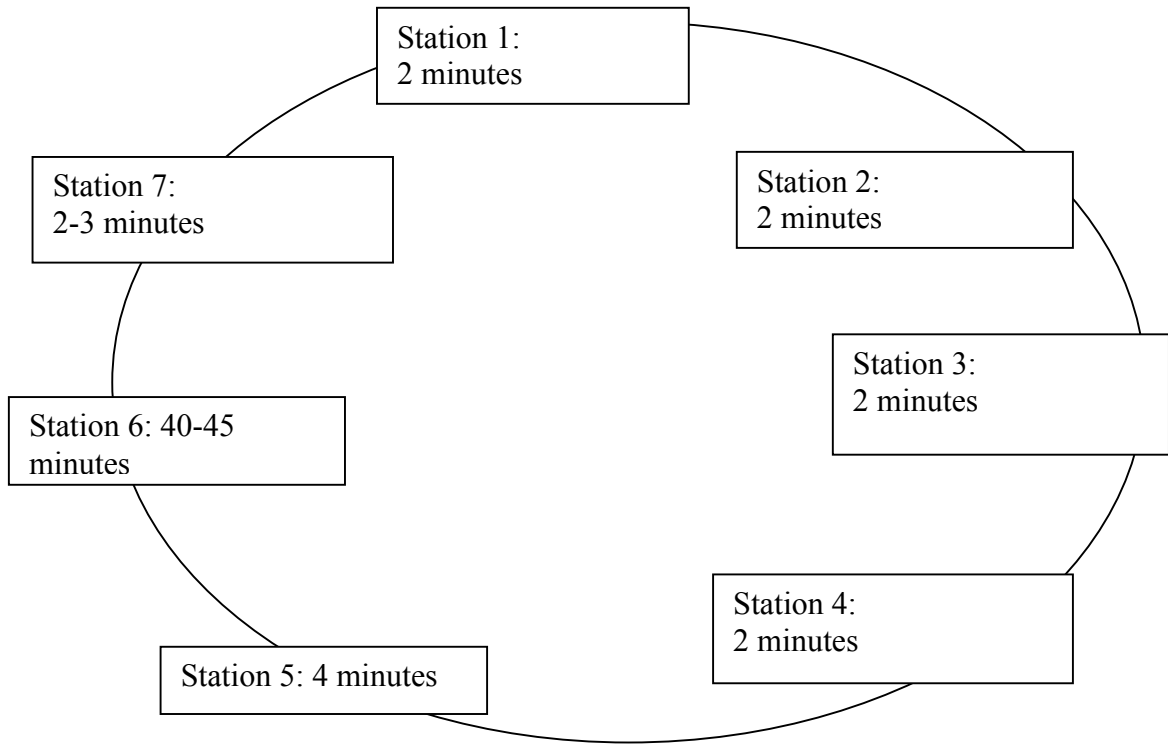 Station 1:
2 minutes
Station 2:
2 minutes
Station 3:
2 minutes
Station 4:
2 minutes
Station 5: 4 minutes
Station 6: 40-45
minutes
Station 7:
2-3 minutes